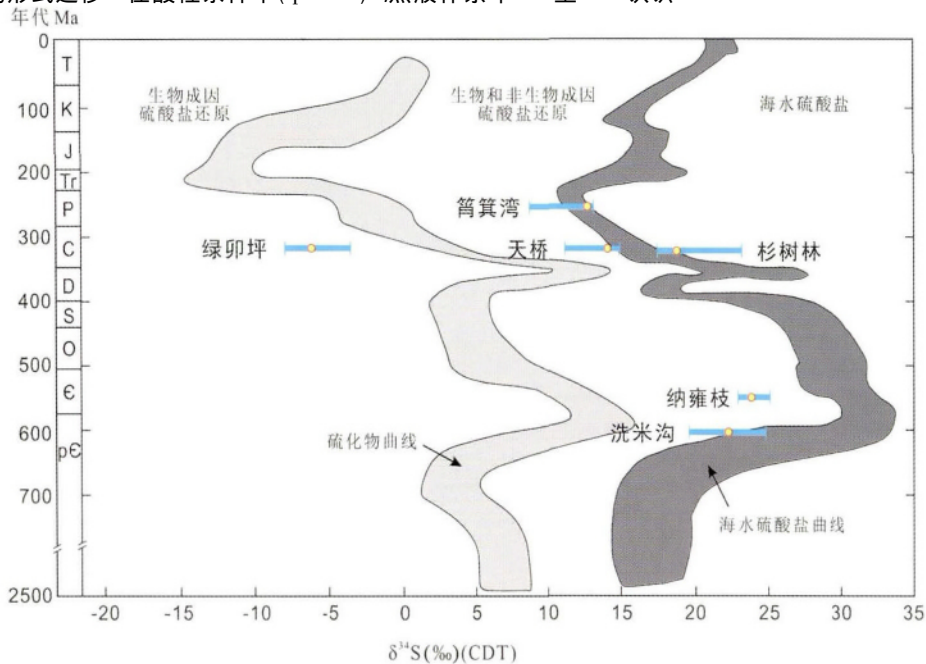 年代 Ma
0
T
生物成因
硫酸盐还原
生物和非生物成因
硫酸盐还原
海水硫酸盐
100
K
J
200
Tr
P
筲箕湾
300
C
绿卯坪
天桥
杉树林
D
400
S
O
500
Є
纳雍枝
600
洗米沟
pЄ
硫化物曲线
700
海水硫酸盐曲线
2500
-20 -15 -10 -5 0 5 10 15 20 25 30 35
δ³⁴S(‰)(CDT)